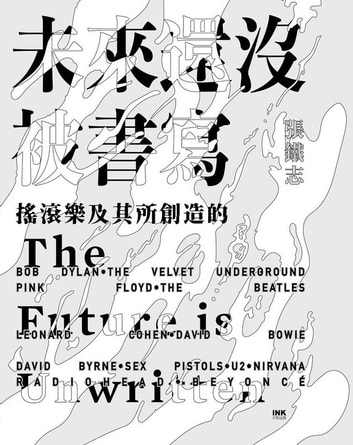 未來還沒
被書寫
張鐵志
搖滾樂及其所創造的
The
BOB DYLAN•THE VELVET UNDERGROUND
PINK FLOYD•THE BEATLES
Future is
LEONARD COHEN•DAVID BOWIE
DAVID BYRNE•SEX PISTOLS•U2•NIRVANA
RADIOHEAD•BEYONCÉ
Unwritten
INK